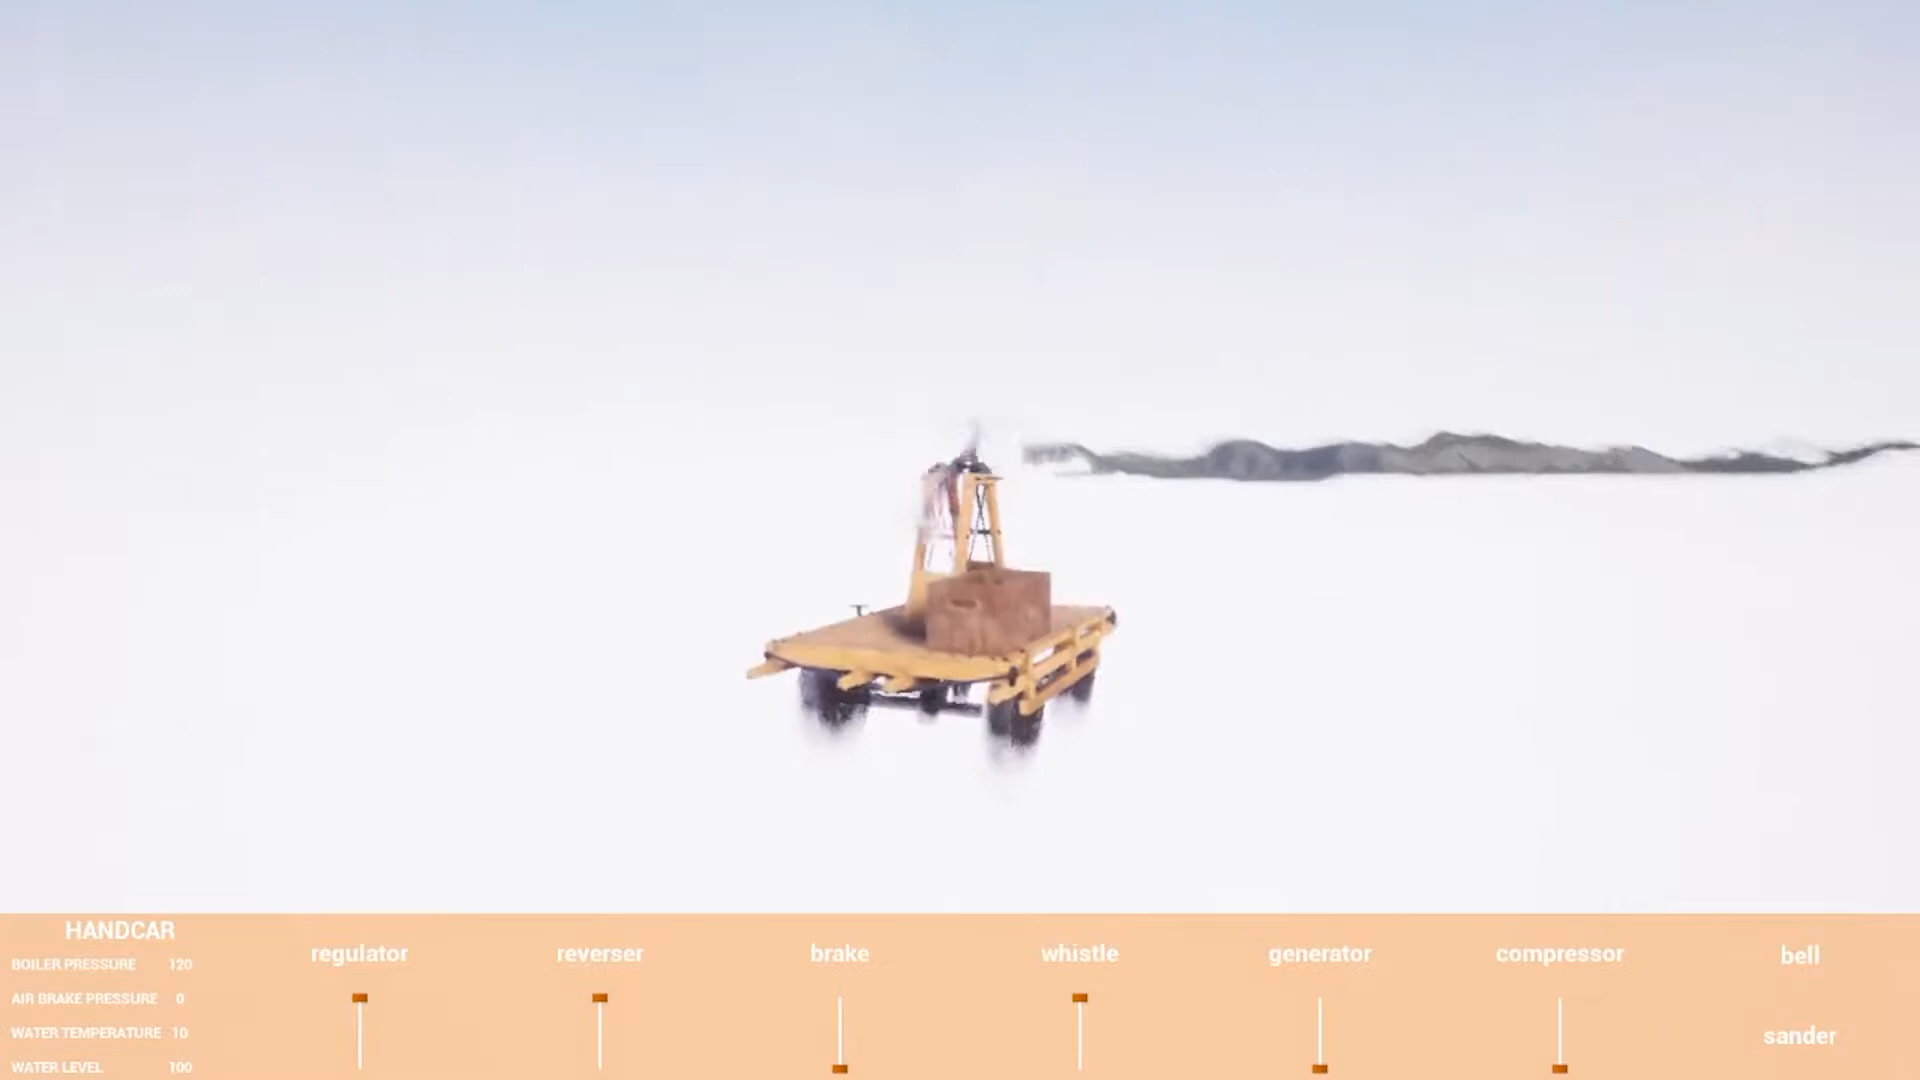 HANDCAR
BOILER PRESSURE 120
AIR BRAKE PRESSURE 0
WATER TEMPERATURE 10
WATER LEVEL 100
regulator
reverser
brake
whistle
generator
compressor
bell
sander